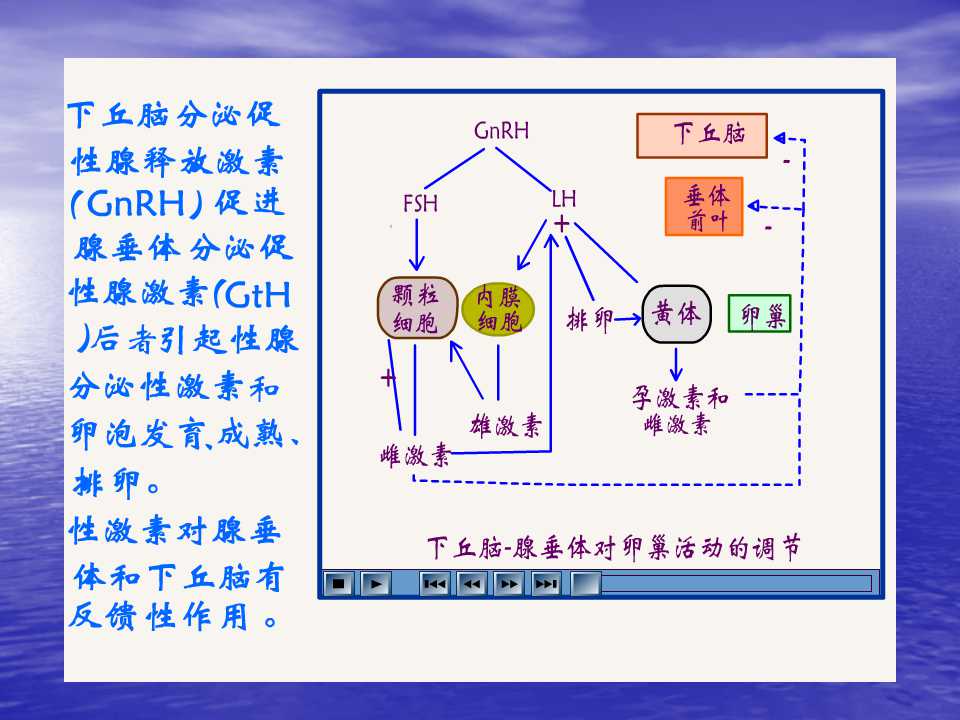 下丘脑分泌促
性腺释放激素
(GnRH)促进
腺垂体分泌促
性腺激素(GtH
)后者引起性腺
分泌性激素和
卵泡发育、成熟、
排卵。
性激素对腺垂
体和下丘脑有
反馈性作用。
GnRH
下丘脑
-
FSH
LH
+
垂体
前叶
-
颗粒
细胞
内膜
细胞
排卵
黄体
卵巢
+
孕激素和
雌激素
雄激素
雌激素
下丘脑-腺垂体对卵巢活动的调节